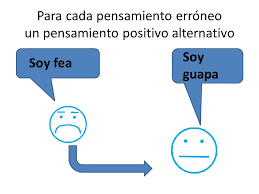 Para cada pensamiento erróneo
un pensamiento positivo alternativo
Soy fea
Soy
guapa